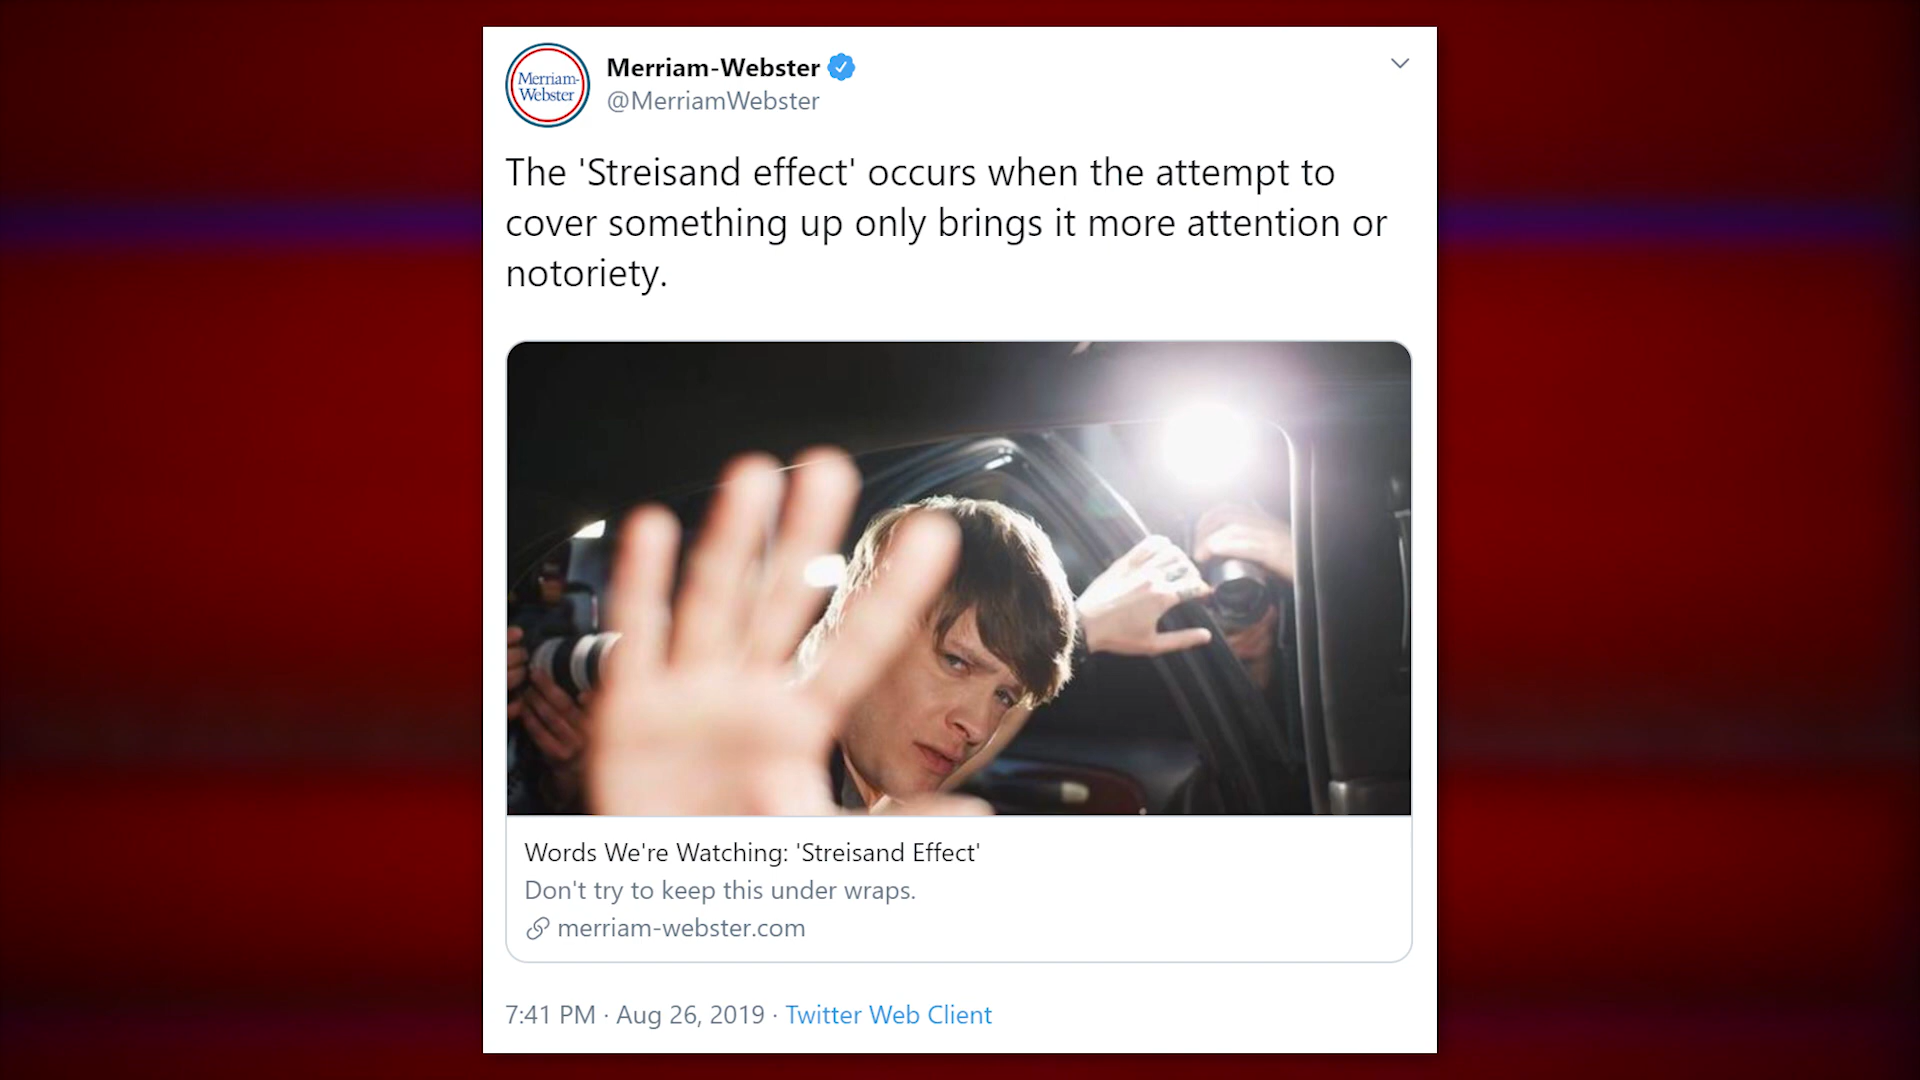 Merriam-
Webster
Merriam-Webster
@MerriamWebster
The 'Streisand effect' occurs when the attempt to
cover something up only brings it more attention or
notoriety.
Words We're Watching: 'Streisand Effect'
Don't try to keep this under wraps.
merriam-webster.com
7:41 PM · Aug 26, 2019 · Twitter Web Client